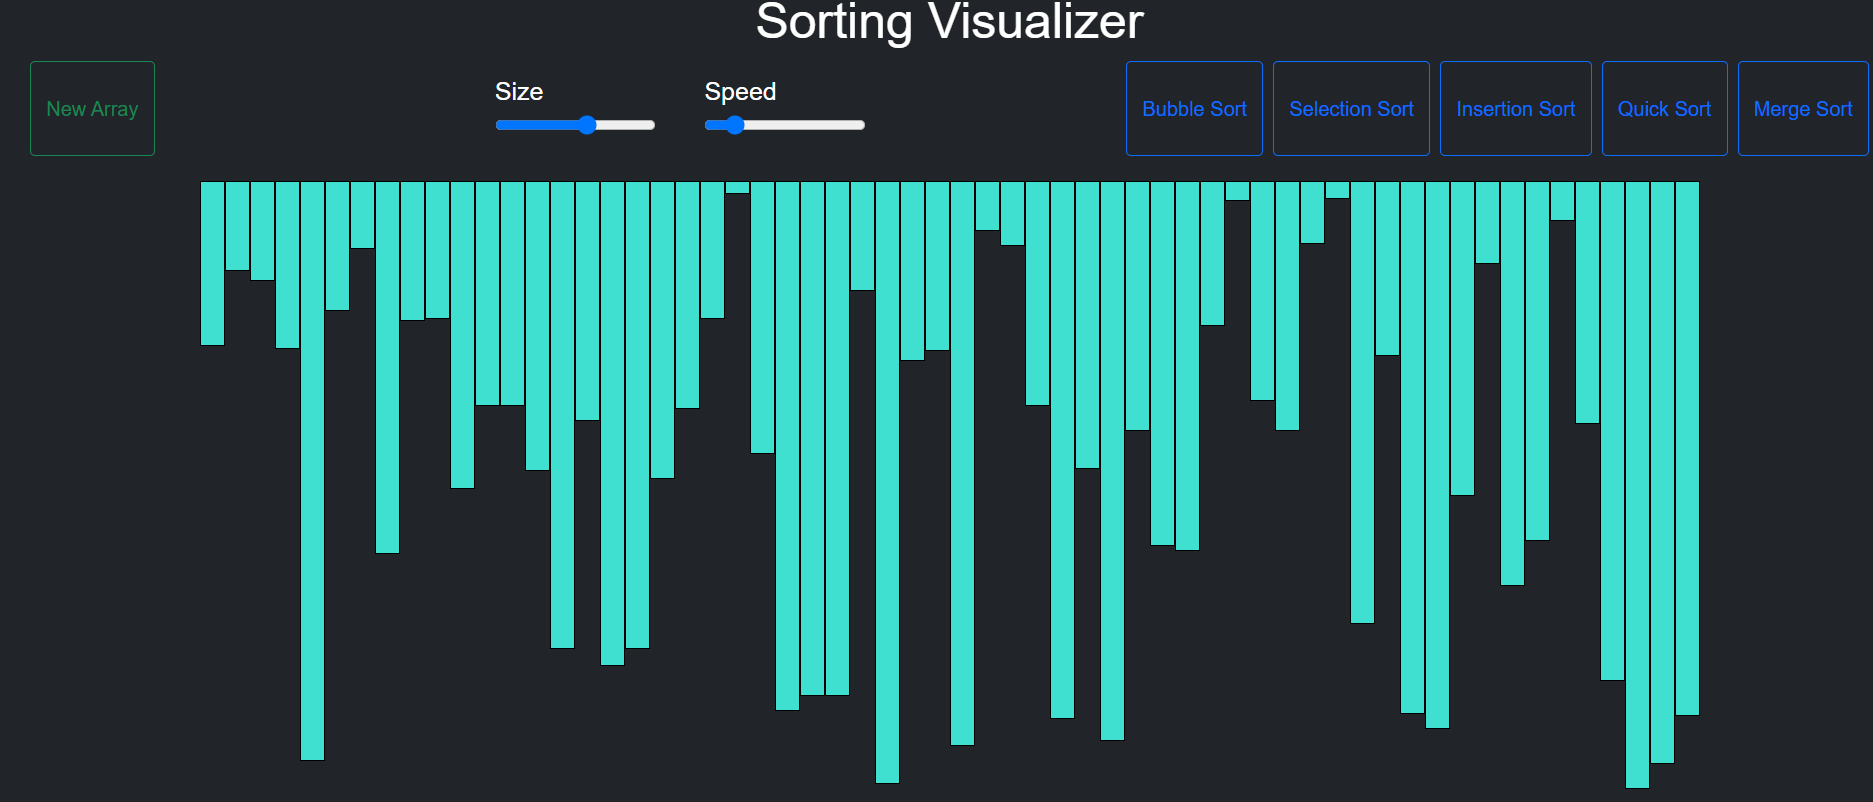 Sorting Visualizer
New Array
Size
Speed
Bubble Sort
Selection Sort
Insertion Sort
Quick Sort
Merge Sort